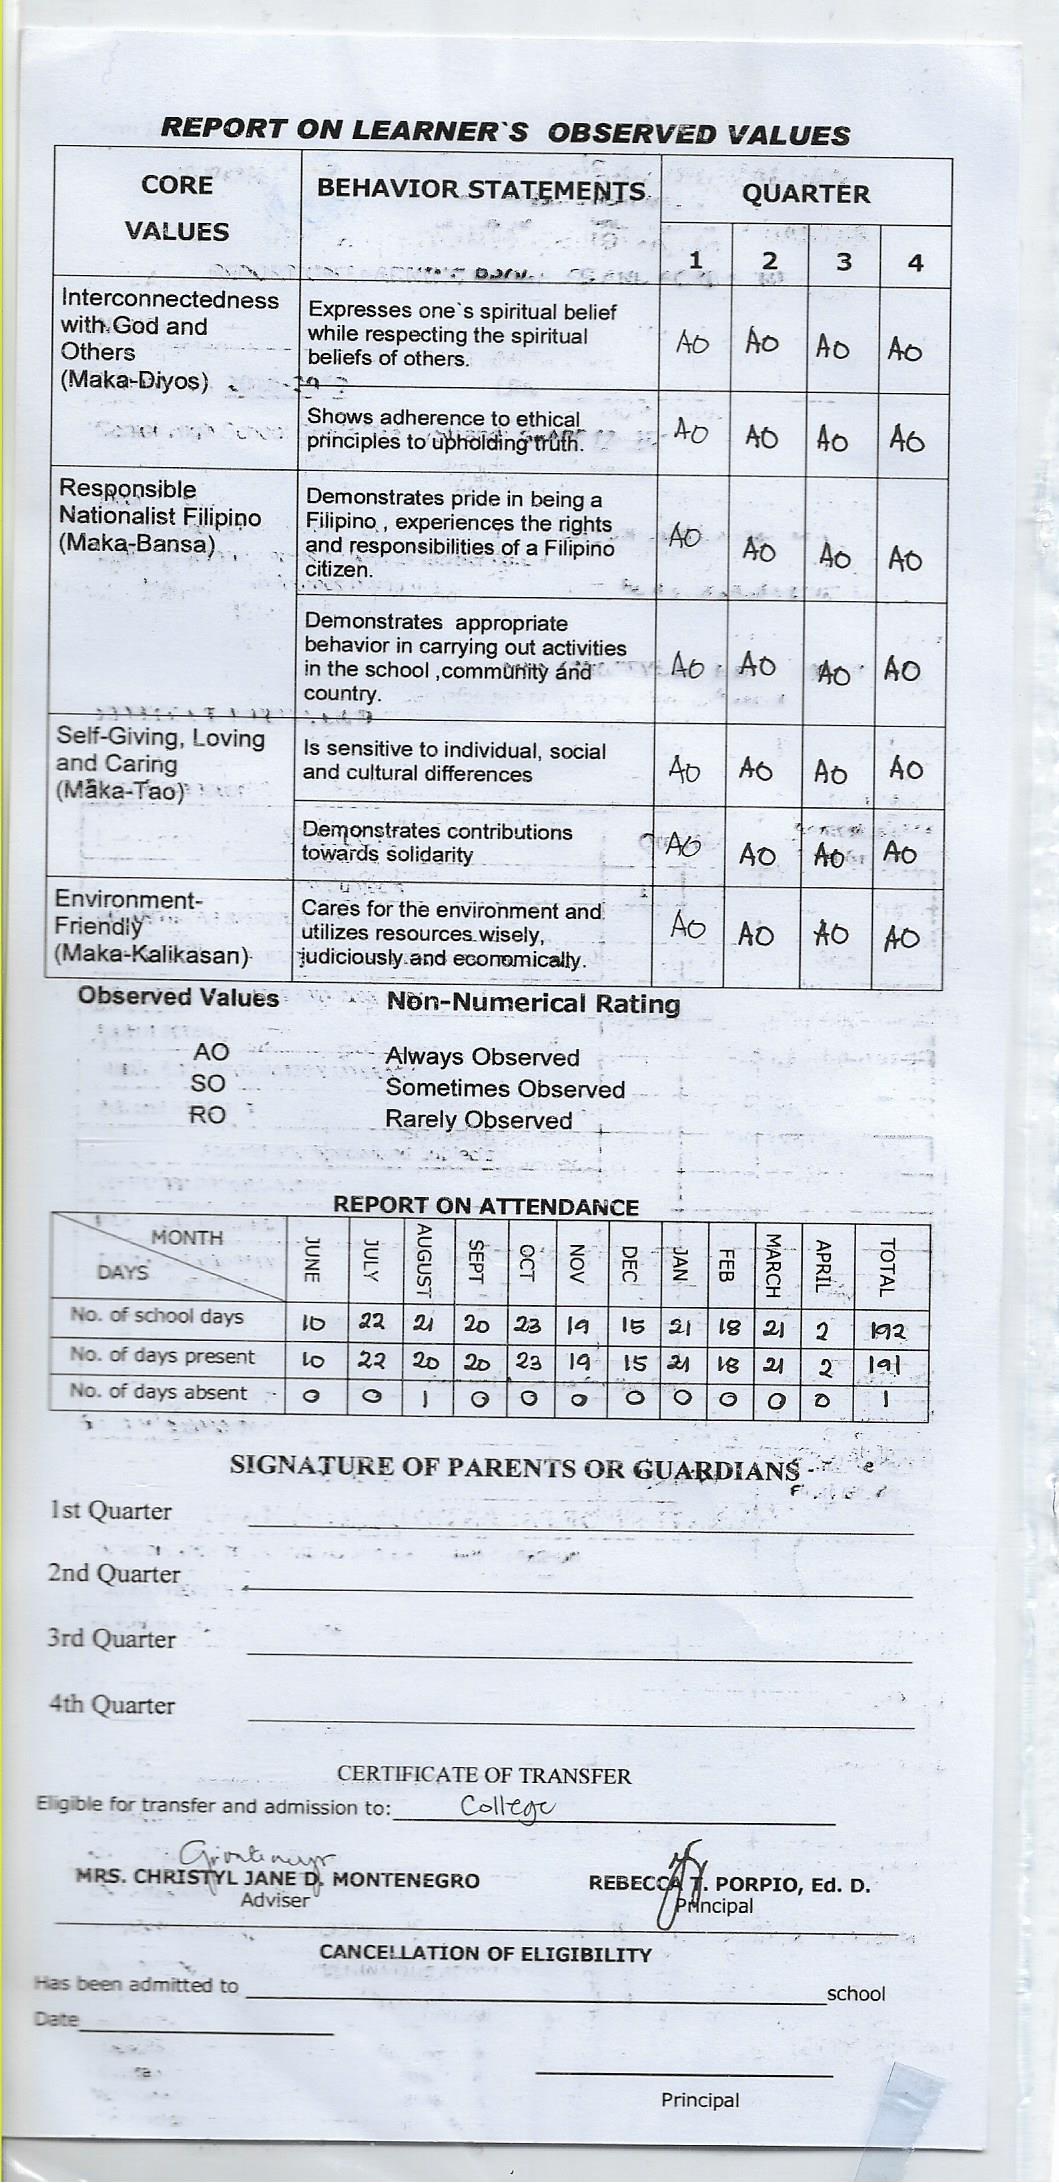 REPORT ON LEARNER`S OBSERVED VALUES
CORE VALUES BEHAVIOR STATEMENTS QUARTER
1 2 3 4
Interconnectedness
with God and
Others
(Maka-Diyos)
Expresses one`s spiritual belief
while respecting the spiritual
beliefs of others.
AO AO AO AO
Shows adherence to ethical
principles to upholding truth.
AO AO AO AO
Responsible
Nationalist Filipino
(Maka-Bansa)
Demonstrates pride in being a
Filipino , experiences the rights
and responsibilities of a Filipino
citizen.
AO AO AO AO
Demonstrates appropriate
behavior in carrying out activities
in the school ,community and
country.
AO AO AO AO
Self-Giving, Loving
and Caring
(Maka-Tao)
Is sensitive to individual, social
and cultural differences
AO AO AO AO
Demonstrates contributions
towards solidarity
AO AO AO AO
Environment-
Friendly
(Maka-Kalikasan)
Cares for the environment and
utilizes resources wisely,
judiciously and economically.
AO AO AO AO
Observed Values Non-Numerical Rating
AO Always Observed
SO Sometimes Observed
RO Rarely Observed
REPORT ON ATTENDANCE
MONTH
DAYS
JUNE JULY AUGUST SEPT OCT NOV DEC JAN FEB MARCH APRIL TOTAL
No. of school days 10 22 21 20 23 19 15 21 18 21 2 192
No. of days present 10 22 20 20 23 19 15 21 18 21 2 191
No. of days absent 0 0 1 0 0 0 0 0 0 0 0 1
SIGNATURE OF PARENTS OR GUARDIANS
1st Quarter
2nd Quarter
3rd Quarter
4th Quarter
CERTIFICATE OF TRANSFER
Eligible for transfer and admission to: College
MRS. CHRISTYL JANE D. MONTENEGRO REBECCA T. PORPIO, Ed. D.
Adviser Principal
CANCELLATION OF ELIGIBILITY
Has been admitted to school
Date
Principal